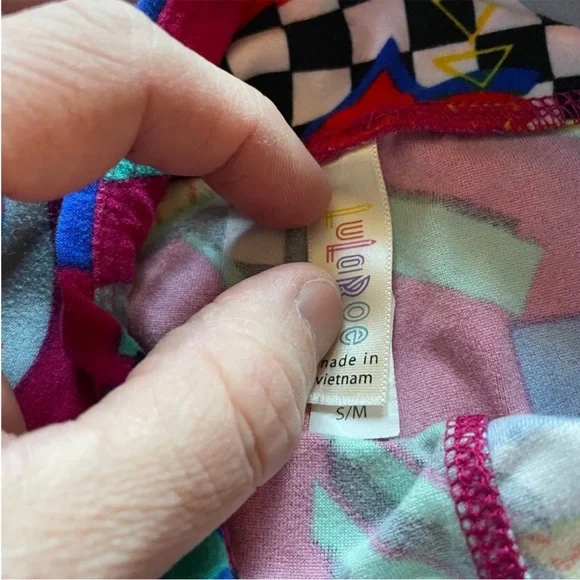 LuLaRoe
made in
vietnam
S/M